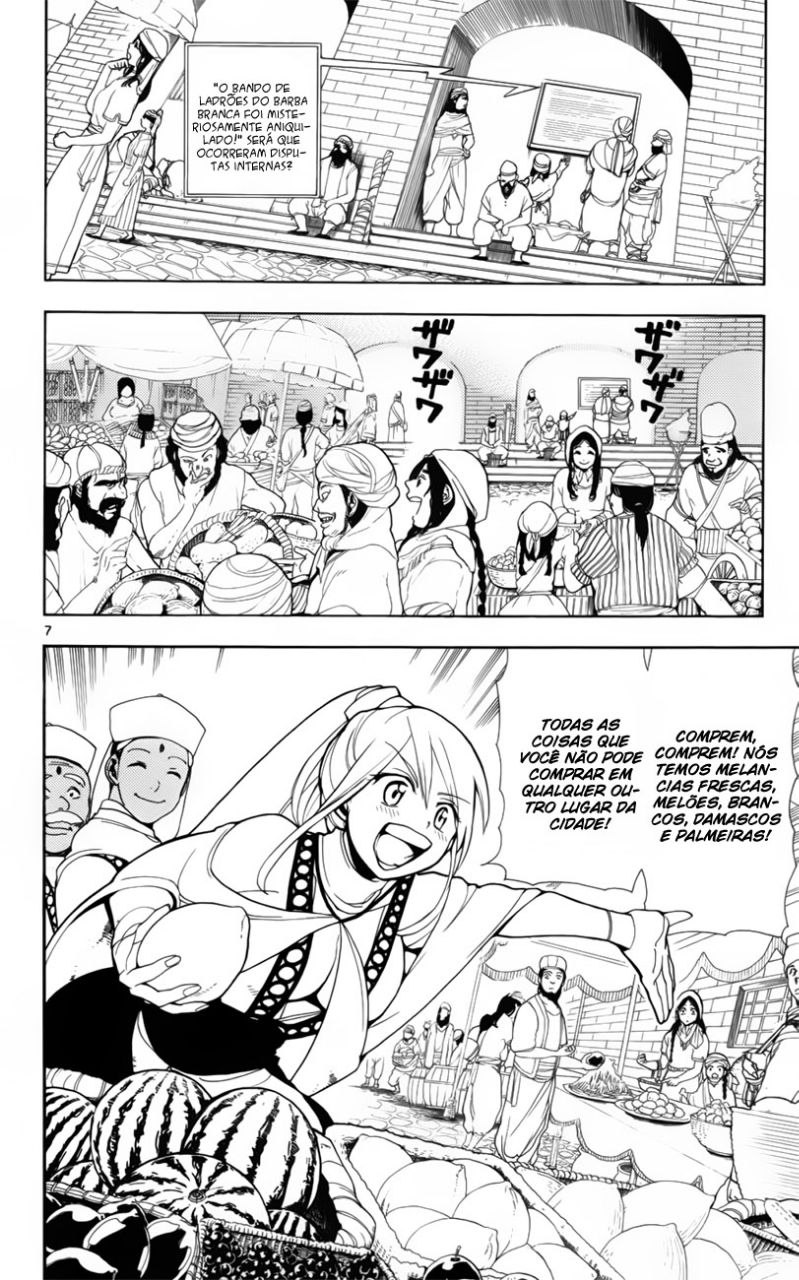 "O BANDO DE
LADRÕES DO BARBA
BRANCA FOI MISTE-
RIOSAMENTE ANIQUI-
LADO!" SERÁ QUE
OCORRERAM DISPU-
TAS INTERNAS?
ワザ
ワザ
ワザ
ワザ
7
COMPREM,
COMPREM! NÓS
TEMOS MELAN-
CIAS FRESCAS,
MELÕES, BRAN-
COS, DAMASCOS
E PALMEIRAS!
TODAS AS
COISAS QUE
VOCÊ NÃO PODE
COMPRAR EM
QUALQUER OU-
TRO LUGAR DA
CIDADE!